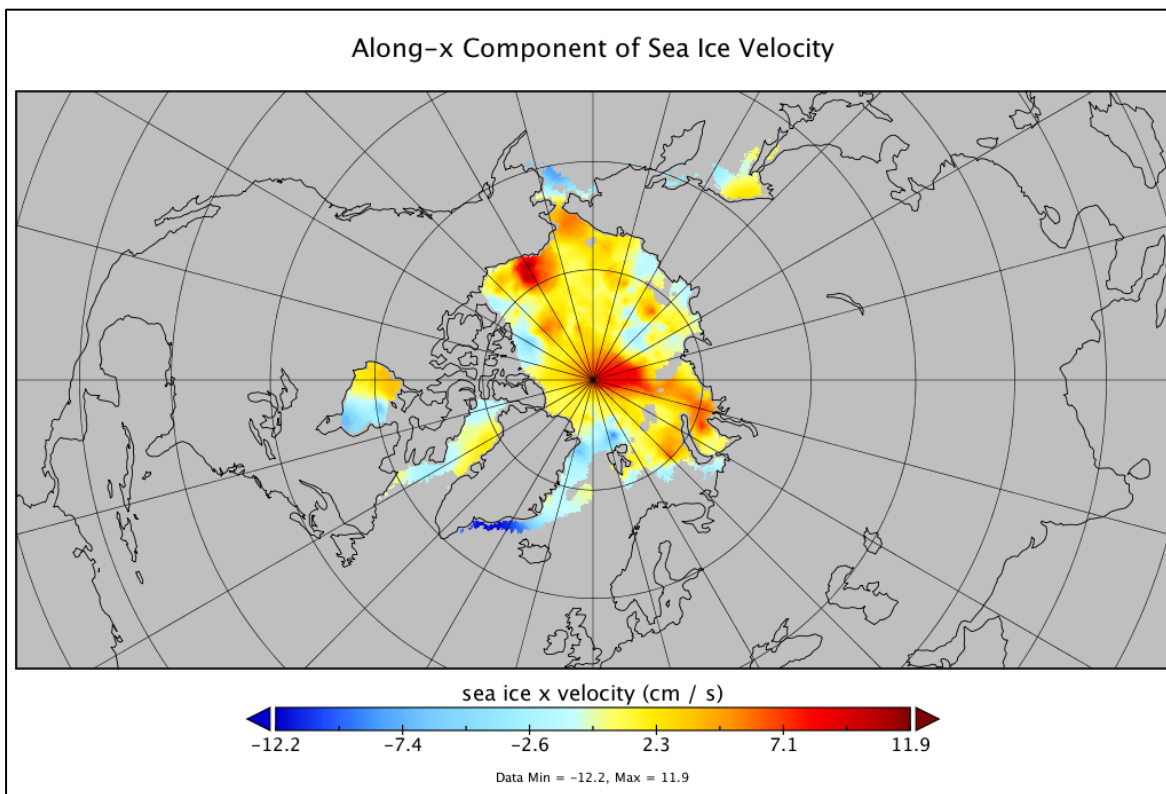 Along-x Component of Sea Ice Velocity
sea ice x velocity (cm / s)
-12.2 -7.4 -2.6 2.3 7.1 11.9
Data Min = -12.2, Max = 11.9